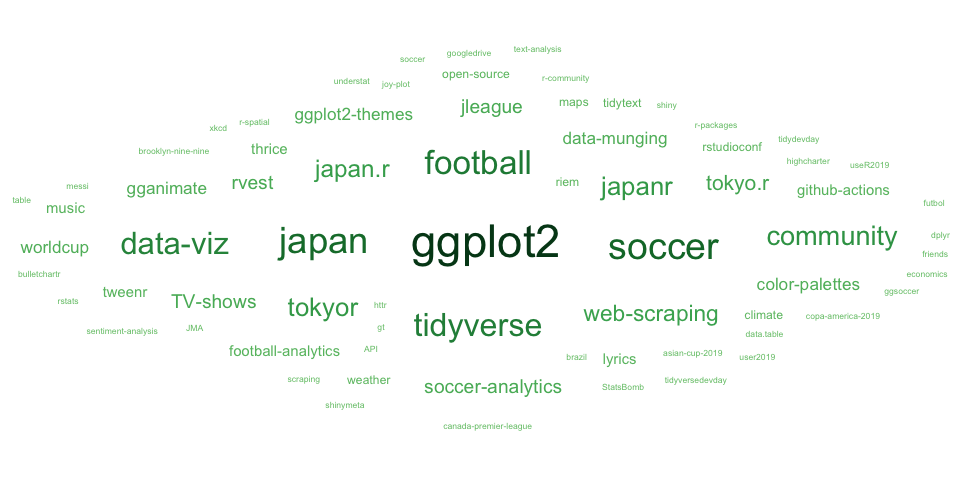 googledrive text-analysis
soccer
open-source
understat joy-plot r-community
ggplot2-themes jleague maps tidytext shiny
xkcd r-spatial r-packages
brooklyn-nine-nine thrice data-munging rstudioconf tidydevday
japan.r football highcharter useR2019
messi gganimate rvest riem japanr tokyo.r github-actions
table music futbol
worldcup data-viz japan ggplot2 soccer community dplyr
friends
bulletchartr economics
rstats tweenr TV-shows color-palettes ggsoccer
tokyor httr web-scraping climate copa-america-2019
sentiment-analysis JMA gt tidyverse data.table
football-analytics API brazil lyrics asian-cup-2019 user2019
scraping weather soccer-analytics StatsBomb tidyversedevday
shinymeta
canada-premier-league